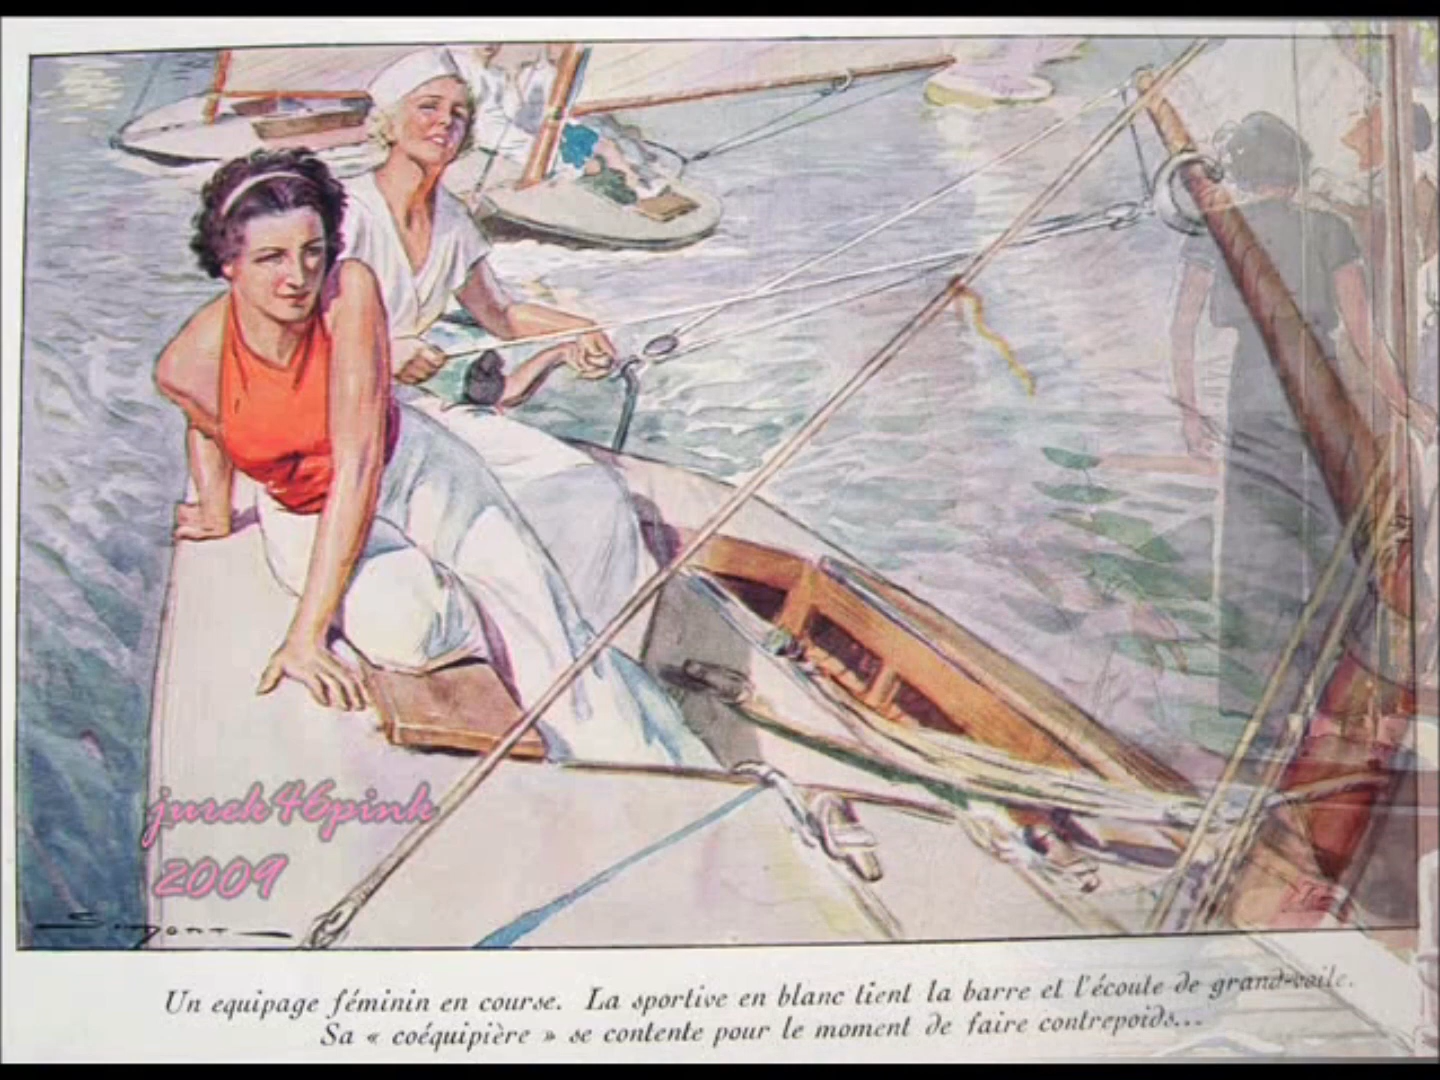 jurek46pink
2009
Simont
Un equipage féminin en course. La sportive en blanc tient la barre et l'écoute de grand-voile.
Sa « coéquipière » se contente pour le moment de faire contrepoids...